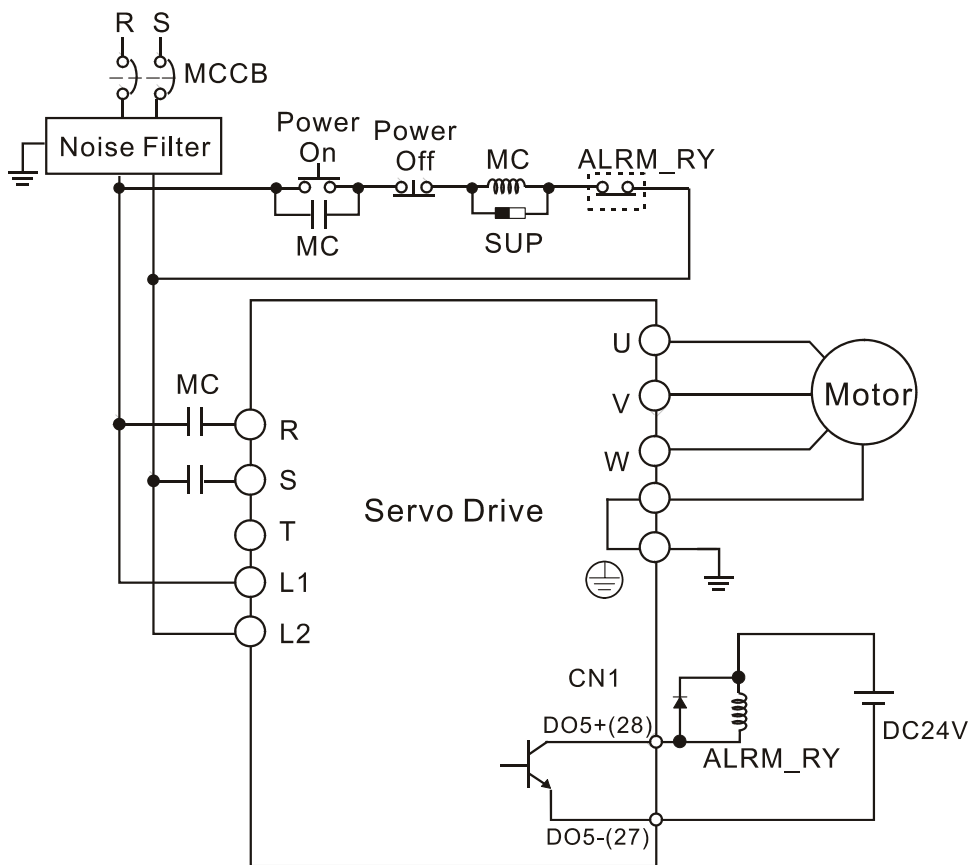 R S
MCCB
Noise Filter
Power
On
Power
Off
MC
ALRM_RY
MC
SUP
MC
R
S
T
L1
L2
Servo Drive
U
V
W
Motor
CN1
DO5+(28)
DO5-(27)
ALRM_RY
DC24V